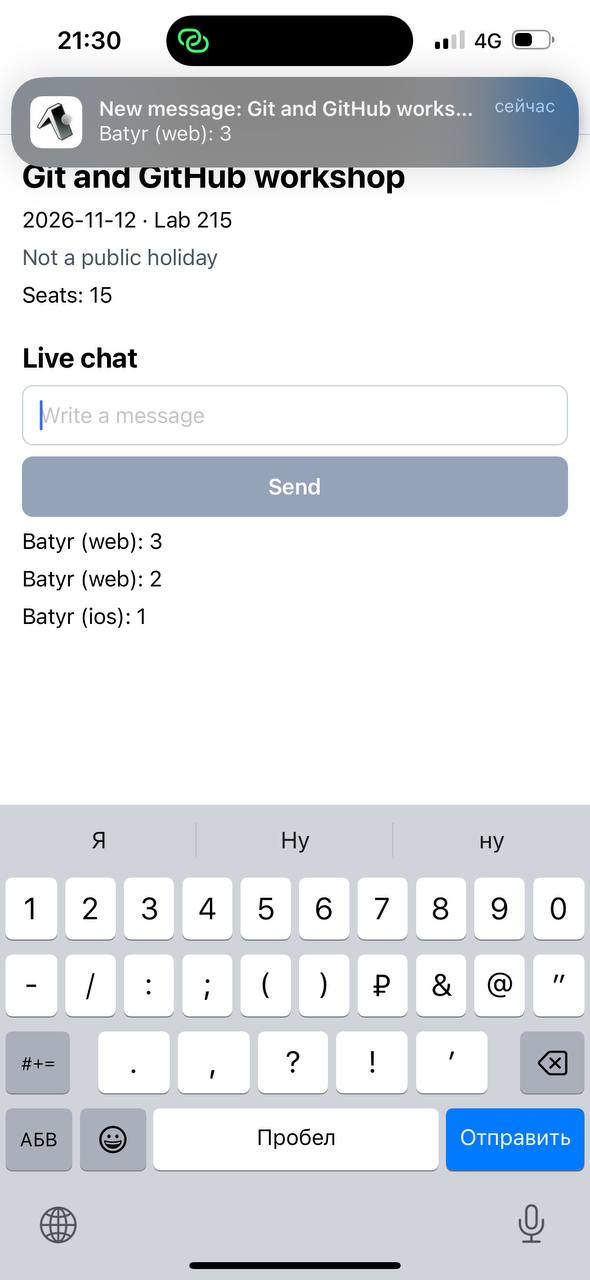 21:30
4G
New message: Git and GitHub works...
сейчас
Batyr (web): 3
Git and GitHub workshop
2026-11-12 · Lab 215
Not a public holiday
Seats: 15
Live chat
Write a message
Send
Batyr (web): 3
Batyr (web): 2
Batyr (ios): 1
Я Ну ну
1 2 3 4 5 6 7 8 9 0
- / : ; ( ) ₽ & @ "
#+= . , ? ! '
АБВ Пробел Отправить